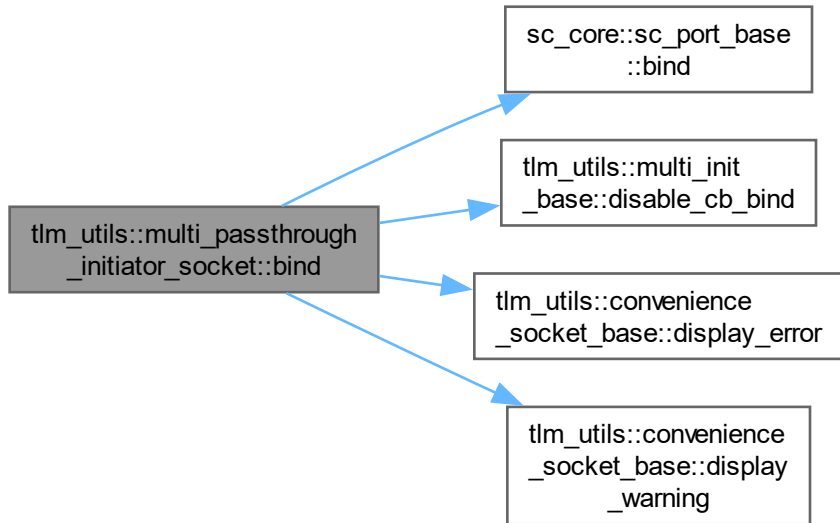 sc_core::sc_port_base
::bind
tlm_utils::multi_init
_base::disable_cb_bind
tlm_utils::multi_passthrough
_initiator_socket::bind
tlm_utils::convenience
_socket_base::display_error
tlm_utils::convenience
_socket_base::display
_warning